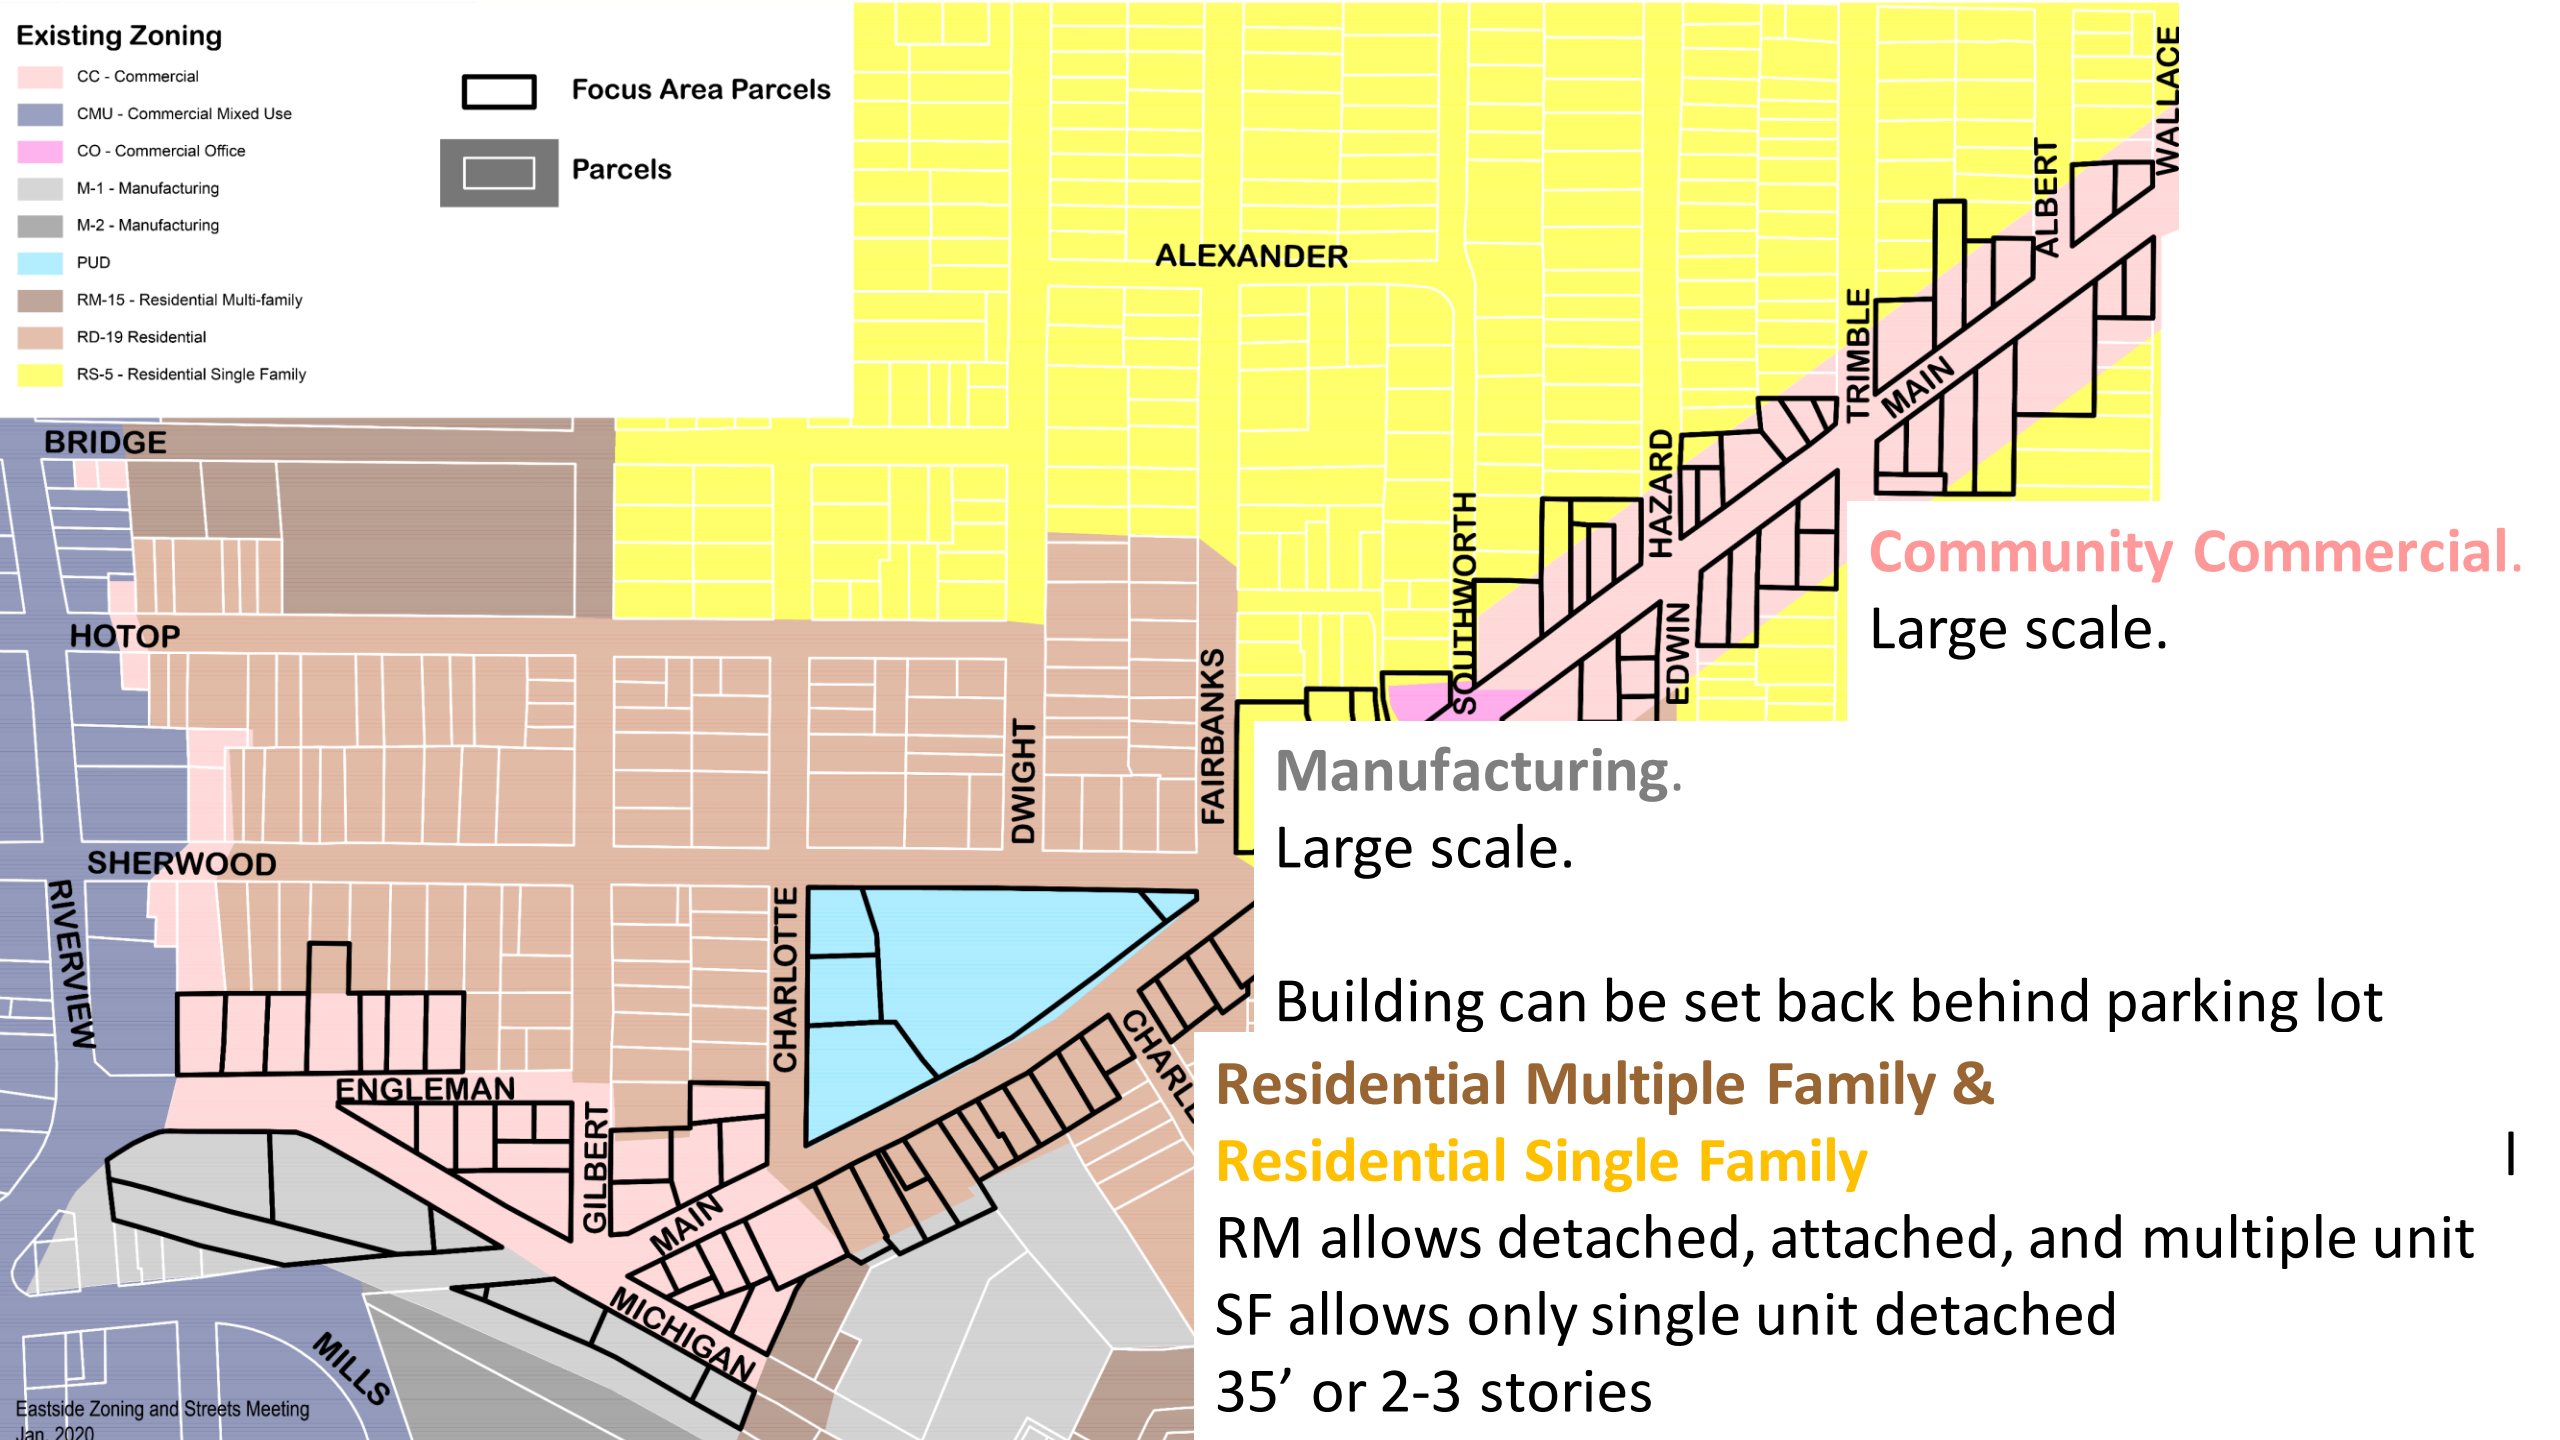 Existing Zoning
CC - Commercial
CMU - Commercial Mixed Use
CO - Commercial Office
M-1 - Manufacturing
M-2 - Manufacturing
PUD
RM-15 - Residential Multi-family
RD-19 Residential
RS-5 - Residential Single Family
Focus Area Parcels
Parcels
WALLACE
ALBERT
ALEXANDER
TRIMBLE
MAIN
BRIDGE
HAZARD
SOUTHWORTH
EDWIN
HOTOP
FAIRBANKS
DWIGHT
SHERWOOD
RIVERVIEW
CHARLOTTE
CHARLE
ENGLEMAN
GILBERT
MAIN
MICHIGAN
MILLS
Community Commercial.
Large scale.
Manufacturing.
Large scale.
Building can be set back behind parking lot
Residential Multiple Family &
Residential Single Family
RM allows detached, attached, and multiple unit
SF allows only single unit detached
35’ or 2-3 stories
Eastside Zoning and Streets Meeting
Jan. 2020